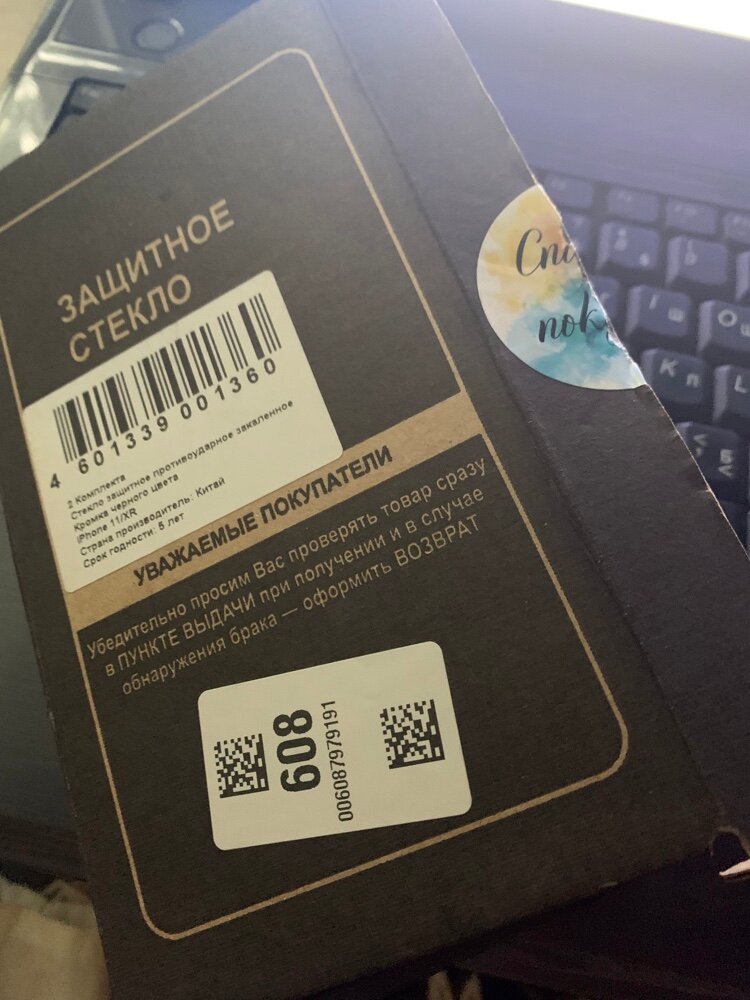 ЗАЩИТНОЕ
СТЕКЛО
4 601339 001360
2 Комплекта
Стекло защитное противоударное закаленное
Кромка черного цвета
iPhone 11/XR
Страна производитель: Китай
Срок годности: 5 лет
УВАЖАЕМЫЕ ПОКУПАТЕЛИ
Убедительно просим Вас проверять товар сразу
в ПУНКТЕ ВЫДАЧИ при получении и в случае
обнаружения брака — оформить ВОЗВРАТ
608
006087979191